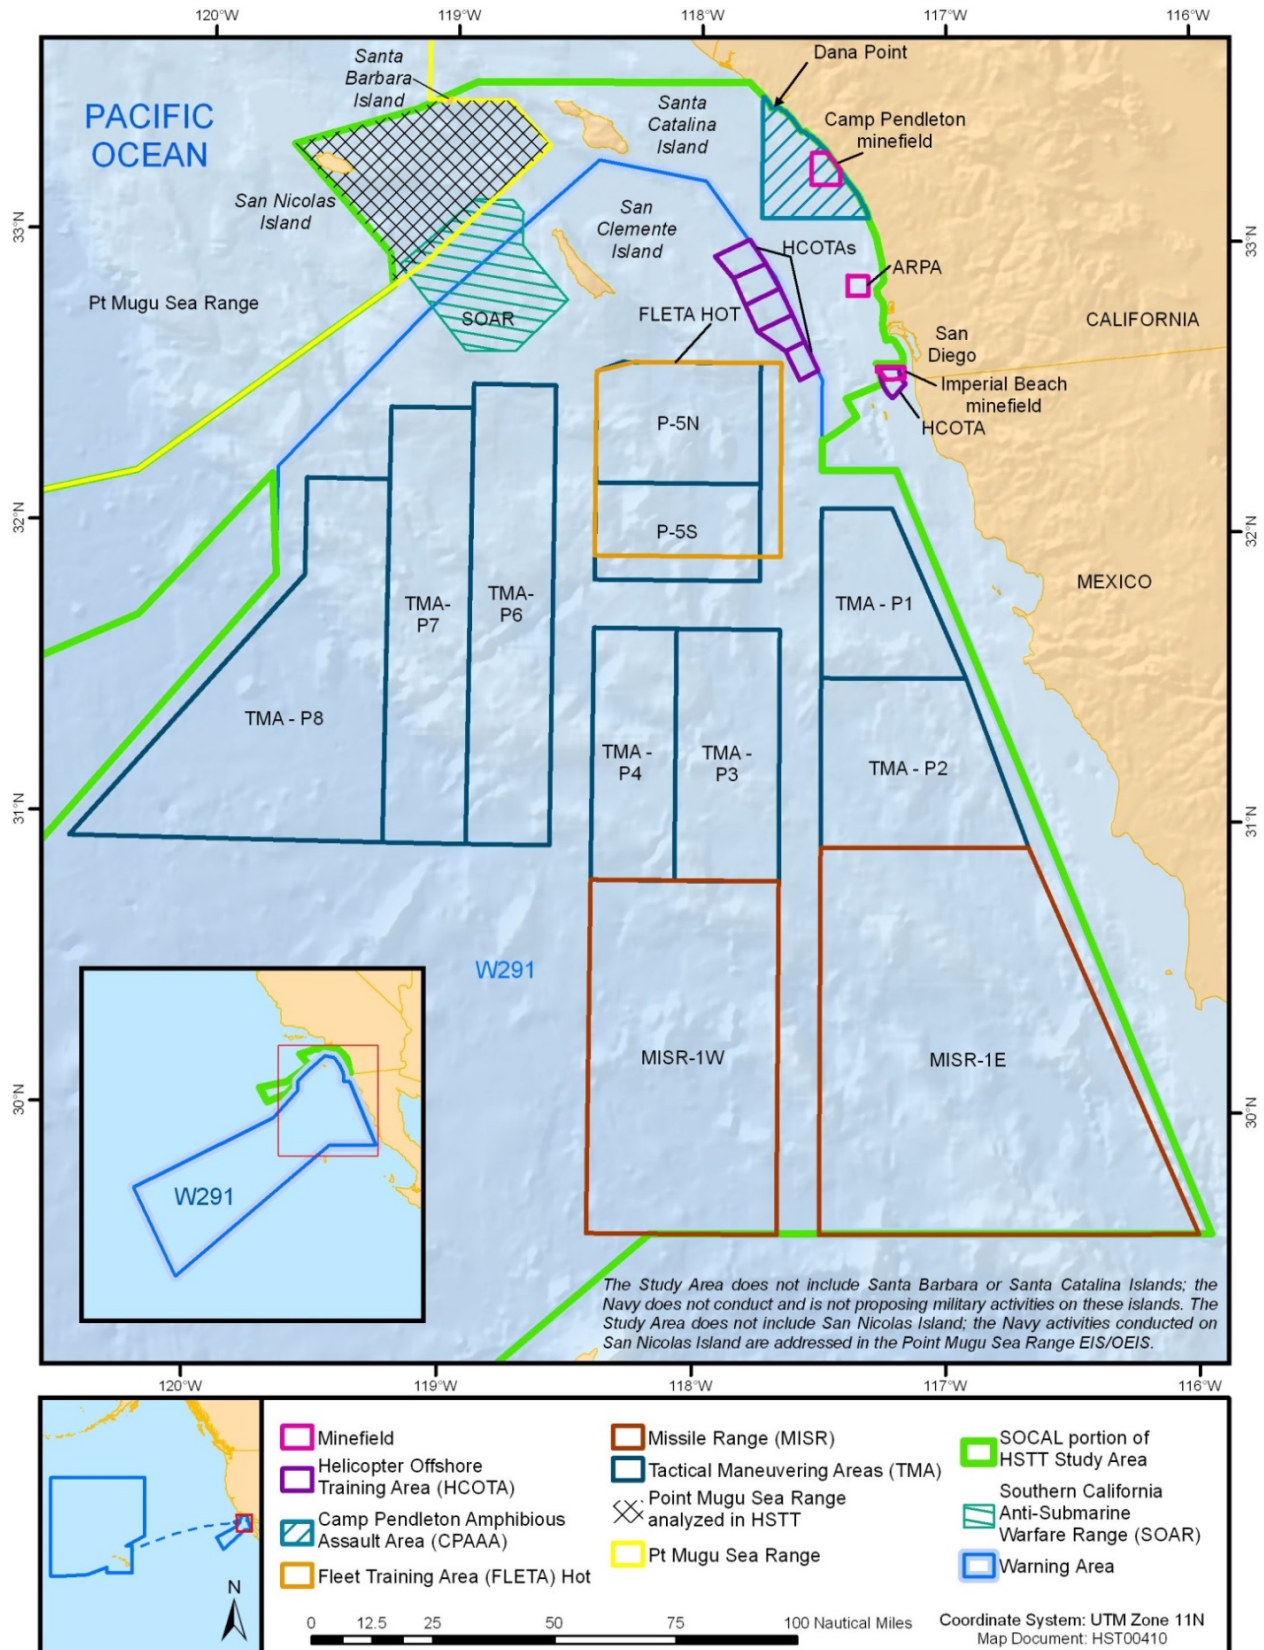 120°W 119°W 118°W 117°W 116°W
Santa
Barbara
Island
PACIFIC
OCEAN
Santa
Catalina
Island
Dana Point
Camp Pendleton
minefield
San Nicolas
Island
33°N
San
Clemente
Island
HCOTAs
33°N
ARPA
Pt Mugu Sea Range
SOAR
FLETA HOT
CALIFORNIA
San
Diego
Imperial Beach
minefield
HCOTA
P-5N
32°N
P-5S
32°N
MEXICO
TMA-
P7
TMA-
P6
TMA - P1
TMA - P8
TMA -
P4
TMA -
P3
TMA - P2
31°N
31°N
W291
MISR-1W
MISR-1E
30°N
30°N
W291
The Study Area does not include Santa Barbara or Santa Catalina Islands; the
Navy does not conduct and is not proposing military activities on these islands. The
Study Area does not include San Nicolas Island; the Navy activities conducted on
San Nicolas Island are addressed in the Point Mugu Sea Range EIS/OEIS.
120°W 119°W 118°W 117°W 116°W
N
Minefield
Helicopter Offshore
Training Area (HCOTA)
Camp Pendleton Amphibious
Assault Area (CPAAA)
Fleet Training Area (FLETA) Hot
Missile Range (MISR)
Tactical Maneuvering Areas (TMA)
Point Mugu Sea Range
analyzed in HSTT
Pt Mugu Sea Range
SOCAL portion of
HSTT Study Area
Southern California
Anti-Submarine
Warfare Range (SOAR)
Warning Area
0 12.5 25 50 75 100 Nautical Miles
Coordinate System: UTM Zone 11N
Map Document: HST00410